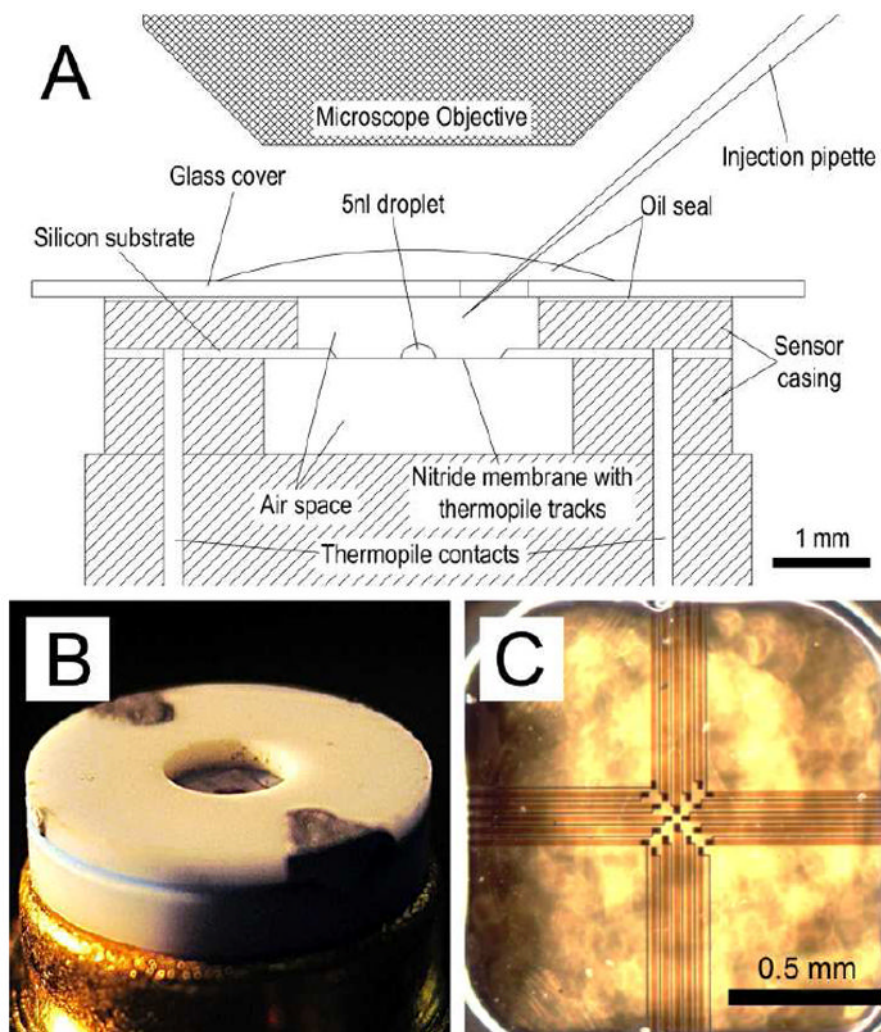 A
Microscope Objective
Injection pipette
Glass cover
5nl droplet
Oil seal
Silicon substrate
Sensor
casing
Air space
Nitride membrane with
thermopile tracks
Thermopile contacts
1 mm
B
C
0.5 mm